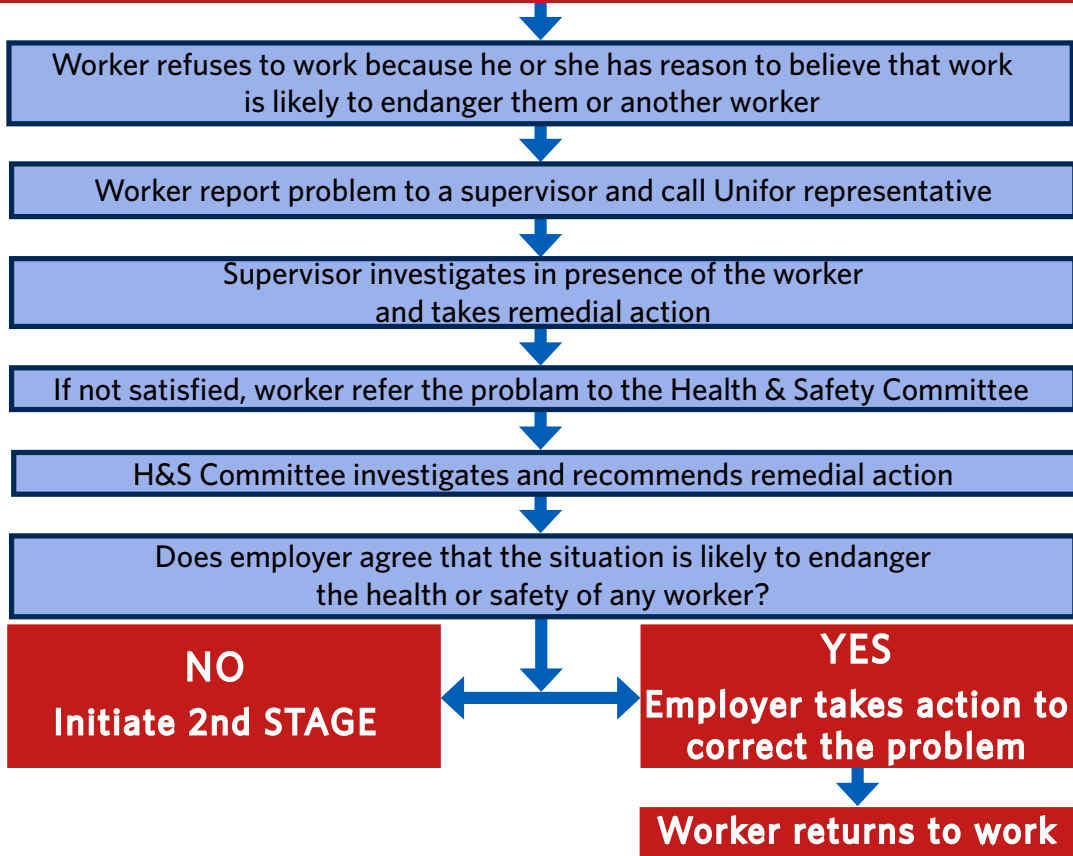 Worker refuses to work because he or she has reason to believe that work
is likely to endanger them or another worker
Worker report problem to a supervisor and call Unifor representative
Supervisor investigates in presence of the worker
and takes remedial action
If not satisfied, worker refer the problam to the Health & Safety Committee
H&S Committee investigates and recommends remedial action
Does employer agree that the situation is likely to endanger
the health or safety of any worker?
NO
Initiate 2nd STAGE
YES
Employer takes action to
correct the problem
Worker returns to work